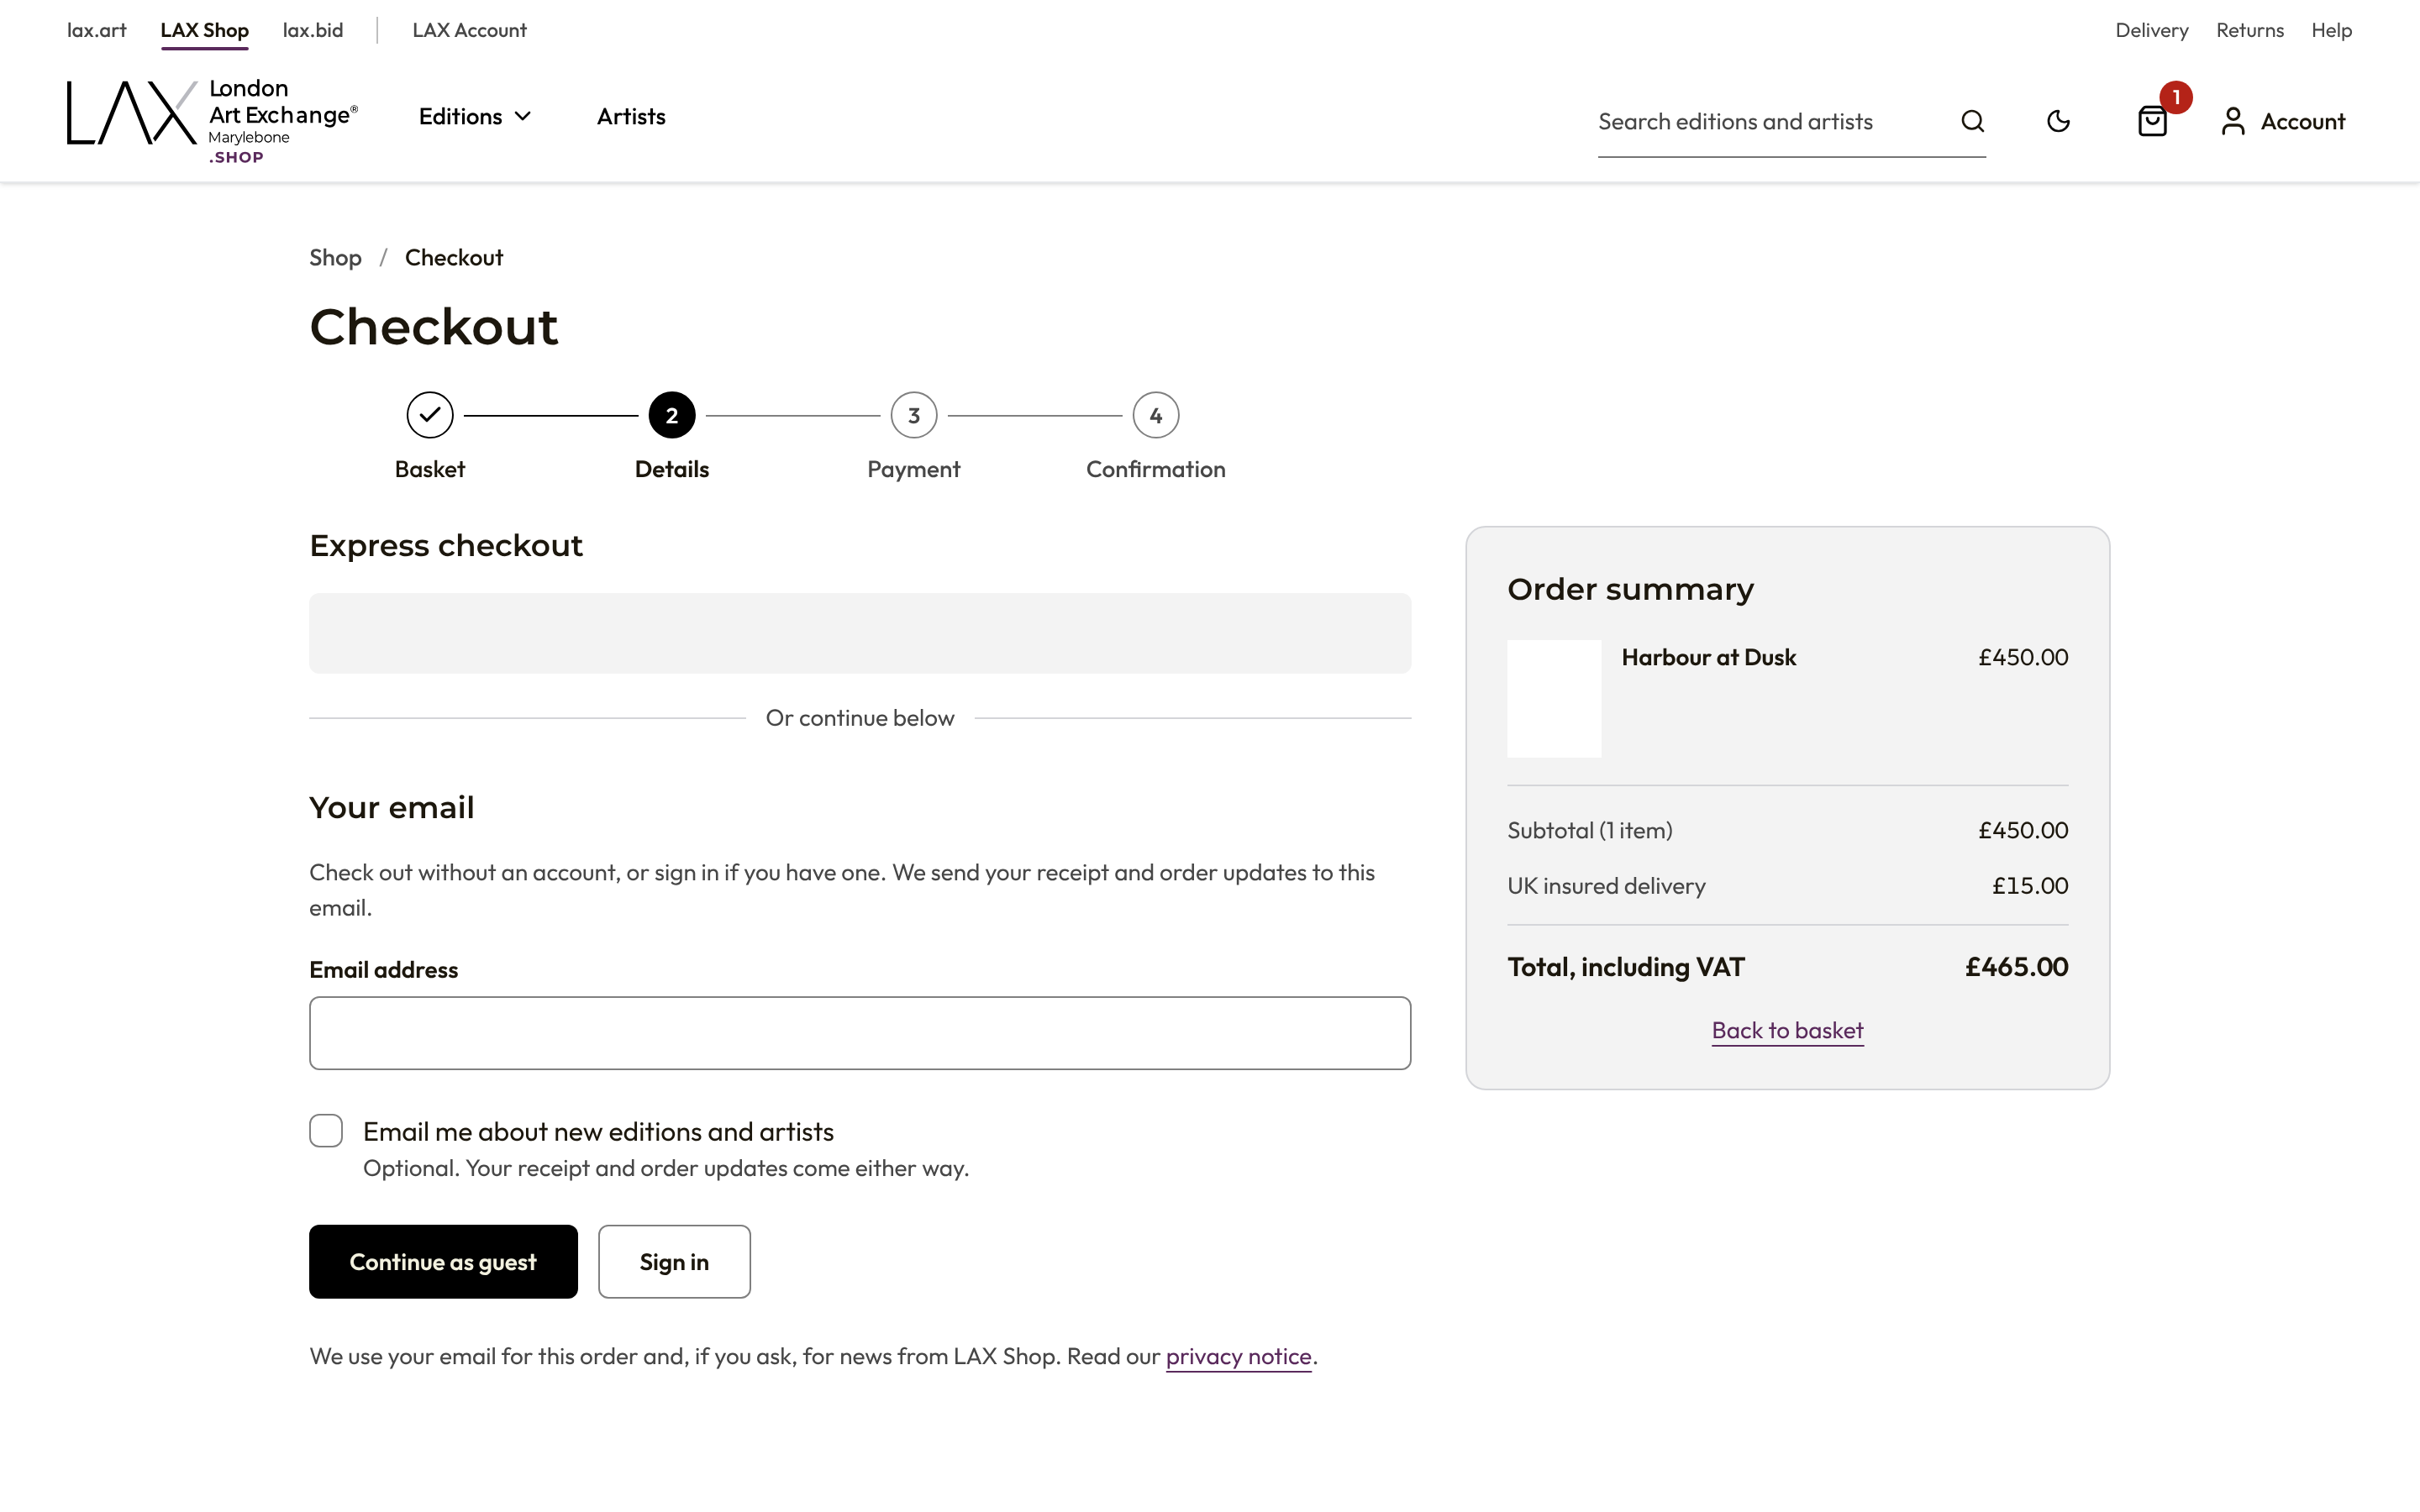 lax.art LAX Shop lax.bid LAX Account Delivery Returns Help
LAX London
Art Exchange®
Marylebone
.SHOP
Editions Artists Search editions and artists 1 Account
Shop / Checkout
Checkout
2 3 4
Basket Details Payment Confirmation
Express checkout
Or continue below
Your email
Check out without an account, or sign in if you have one. We send your receipt and order updates to this
email.
Email address
Email me about new editions and artists
Optional. Your receipt and order updates come either way.
Continue as guest Sign in
We use your email for this order and, if you ask, for news from LAX Shop. Read our privacy notice.
Order summary
Harbour at Dusk £450.00
Subtotal (1 item) £450.00
UK insured delivery £15.00
Total, including VAT £465.00
Back to basket